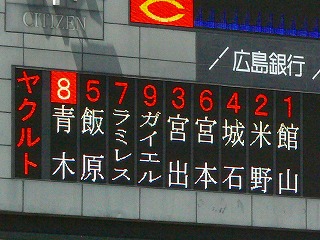 CITIZEN
C
/広島銀行/
ヤクルト
8 青木
5 飯原
7 ラミレス
9 ガイエル
3 宮出
6 宮本
4 城石
2 米野
1 館山